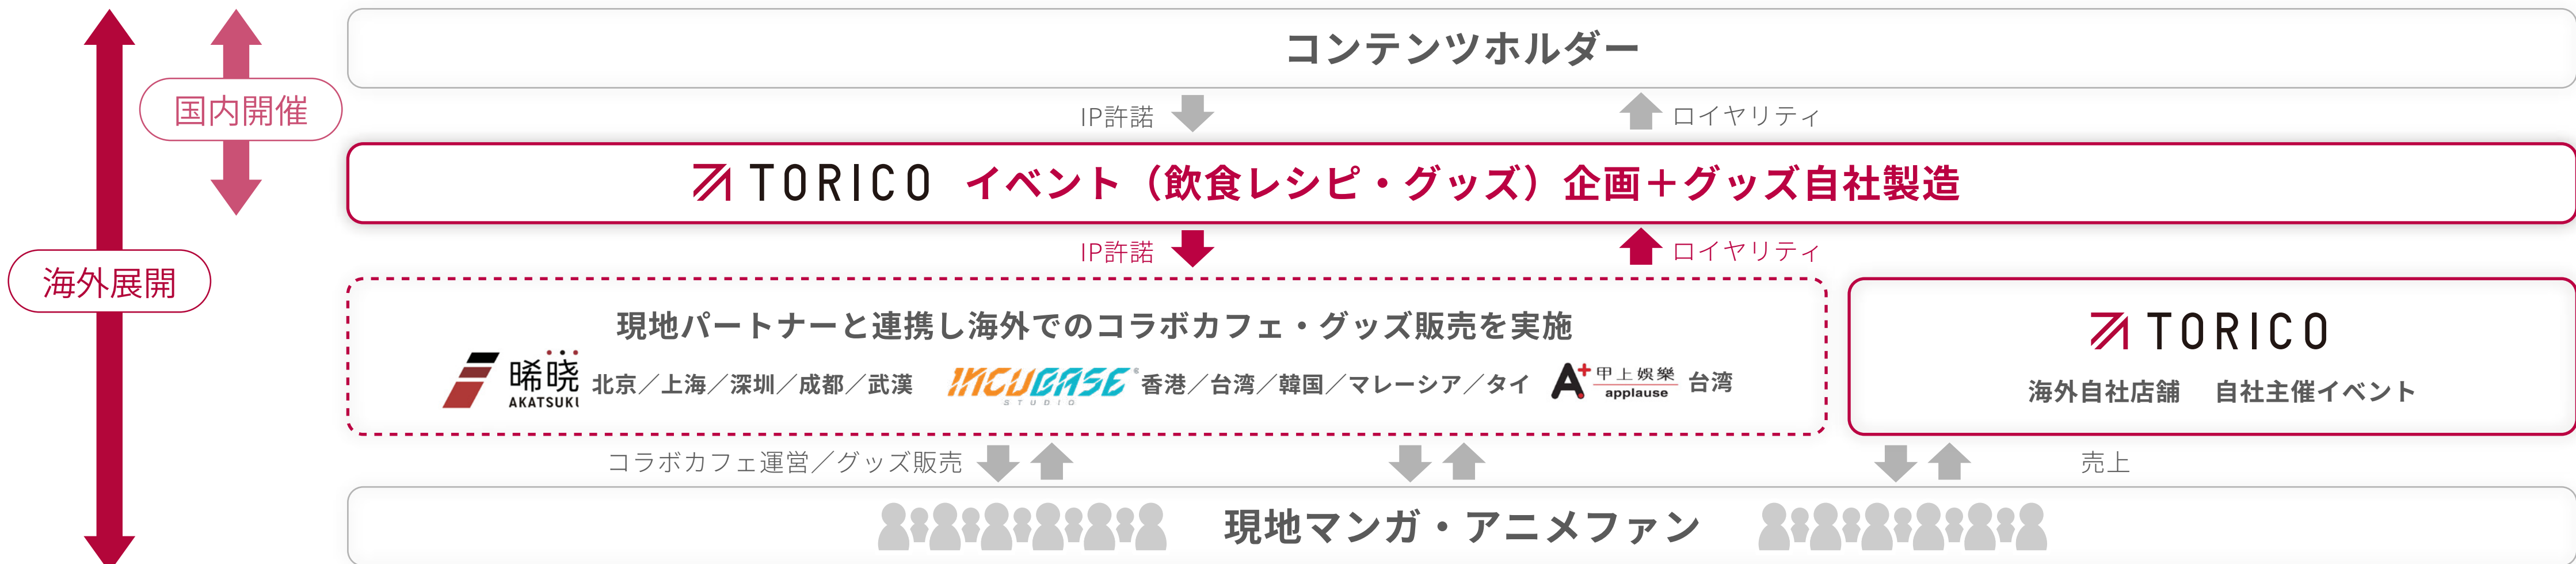 コンテンツホルダー
国内開催
IP許諾
ロイヤリティ
TORICO イベント（飲食レシピ・グッズ）企画＋グッズ自社製造
海外展開
IP許諾
ロイヤリティ
現地パートナーと連携し海外でのコラボカフェ・グッズ販売を実施
晞晓 AKATSUKI 北京／上海／深圳／成都／武漢
INCUBASE STUDIO 香港／台湾／韓国／マレーシア／タイ
A+ 甲上娛樂 applause 台湾
TORICO
海外自社店舗 自社主催イベント
コラボカフェ運営／グッズ販売
売上
現地マンガ・アニメファン